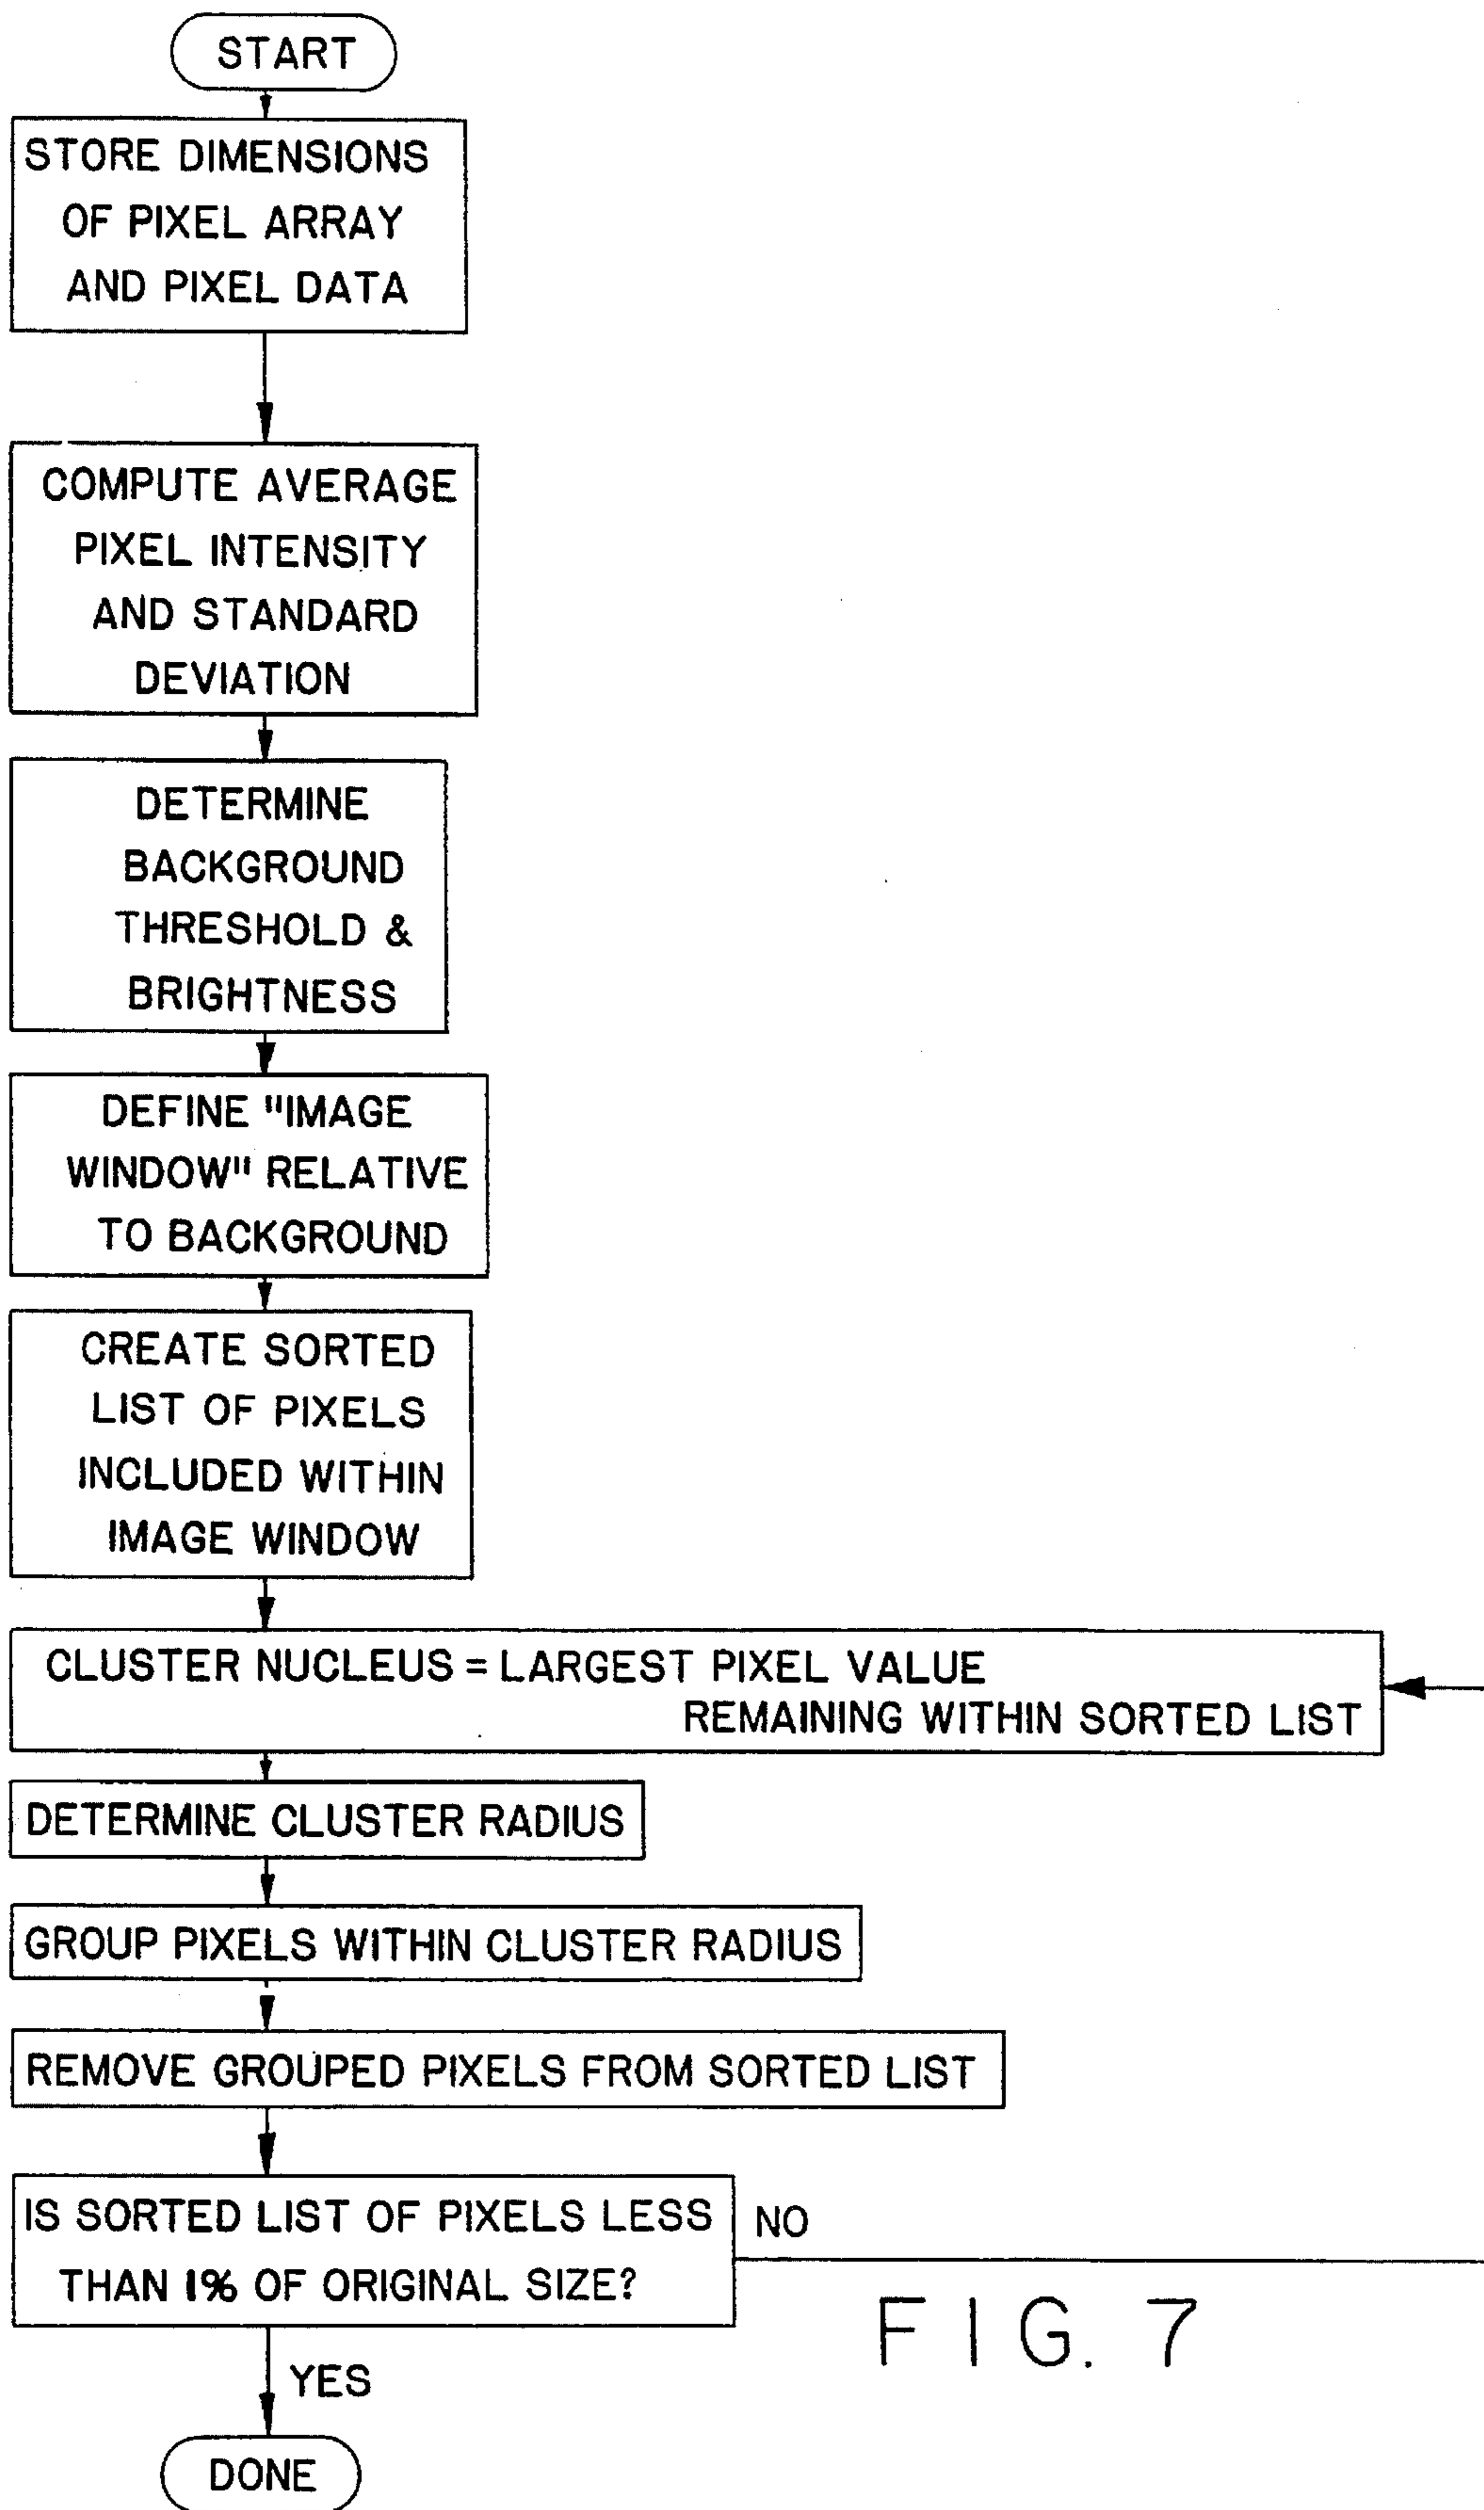 START
STORE DIMENSIONS
OF PIXEL ARRAY
AND PIXEL DATA
COMPUTE AVERAGE
PIXEL INTENSITY
AND STANDARD
DEVIATION
DETERMINE
BACKGROUND
THRESHOLD &
BRIGHTNESS
DEFINE "IMAGE
WINDOW" RELATIVE
TO BACKGROUND
CREATE SORTED
LIST OF PIXELS
INCLUDED WITHIN
IMAGE WINDOW
CLUSTER NUCLEUS = LARGEST PIXEL VALUE
REMAINING WITHIN SORTED LIST
DETERMINE CLUSTER RADIUS
GROUP PIXELS WITHIN CLUSTER RADIUS
REMOVE GROUPED PIXELS FROM SORTED LIST
IS SORTED LIST OF PIXELS LESS
THAN 1% OF ORIGINAL SIZE?
NO
YES
DONE
FIG. 7